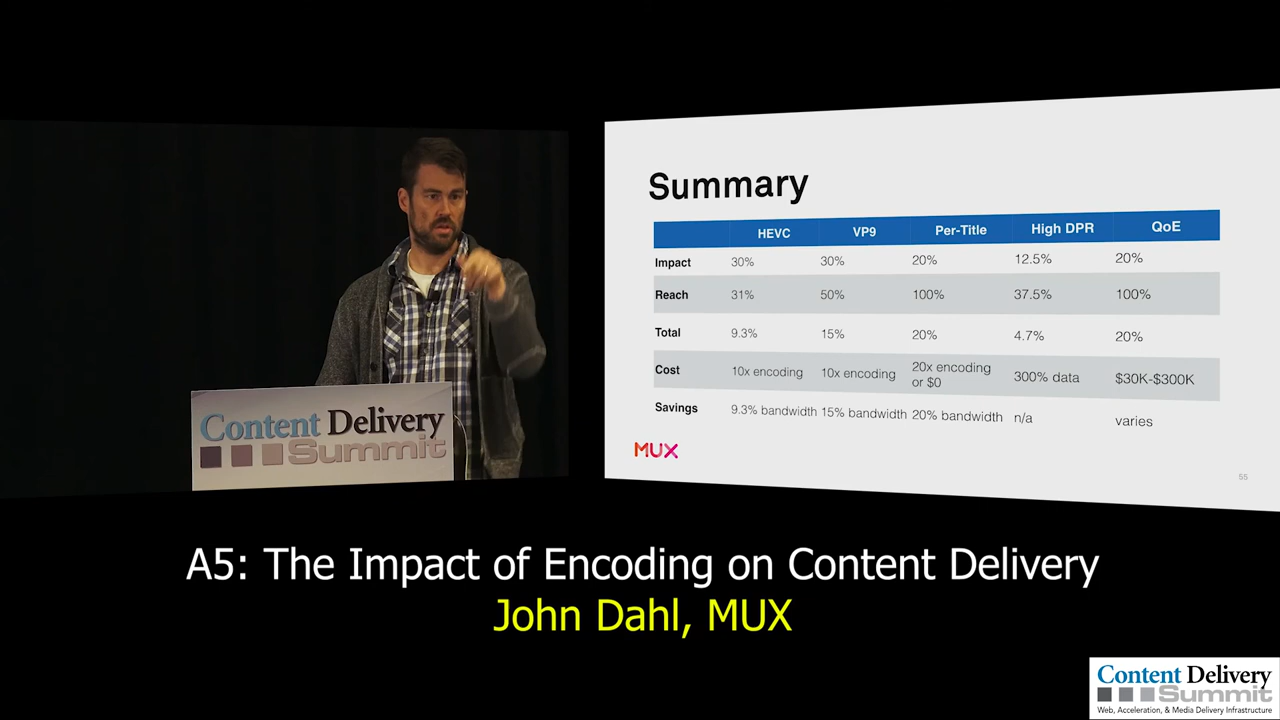 Summary
HEVC VP9 Per-Title High DPR QoE
Impact 30% 30% 20% 12.5% 20%
Reach 31% 50% 100% 37.5% 100%
Total 9.3% 15% 20% 4.7% 20%
Cost 10x encoding 10x encoding 20x encoding or $0 300% data $30K-$300K
Savings 9.3% bandwidth 15% bandwidth 20% bandwidth n/a varies
MUX
55
Content Delivery
Summit
A5: The Impact of Encoding on Content Delivery
John Dahl, MUX
Content Delivery
Summit
Web, Acceleration, & Media Delivery Infrastructure